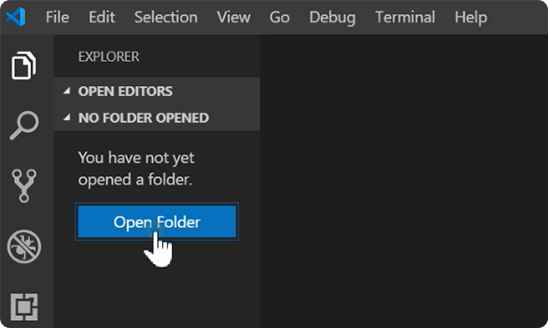 File Edit Selection View Go Debug Terminal Help
EXPLORER
OPEN EDITORS
NO FOLDER OPENED
You have not yet
opened a folder.
Open Folder